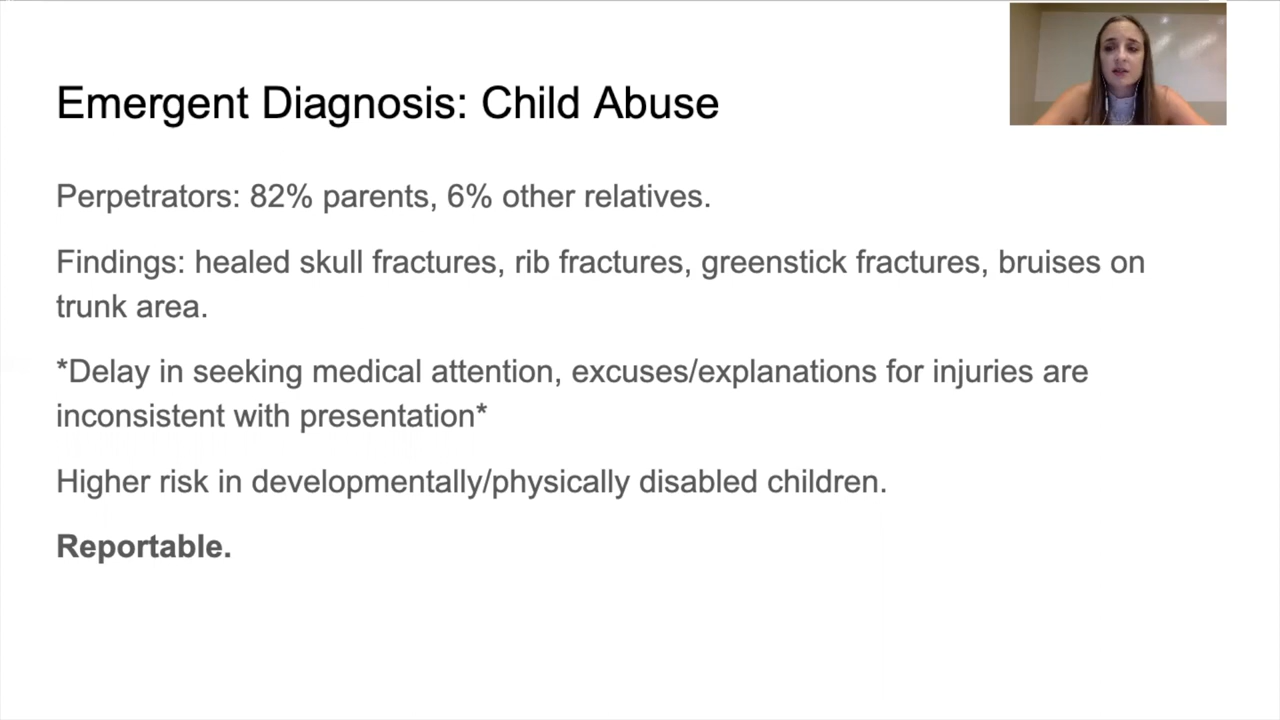 Emergent Diagnosis: Child Abuse
Perpetrators: 82% parents, 6% other relatives.
Findings: healed skull fractures, rib fractures, greenstick fractures, bruises on
trunk area.
*Delay in seeking medical attention, excuses/explanations for injuries are
inconsistent with presentation*
Higher risk in developmentally/physically disabled children.
Reportable.